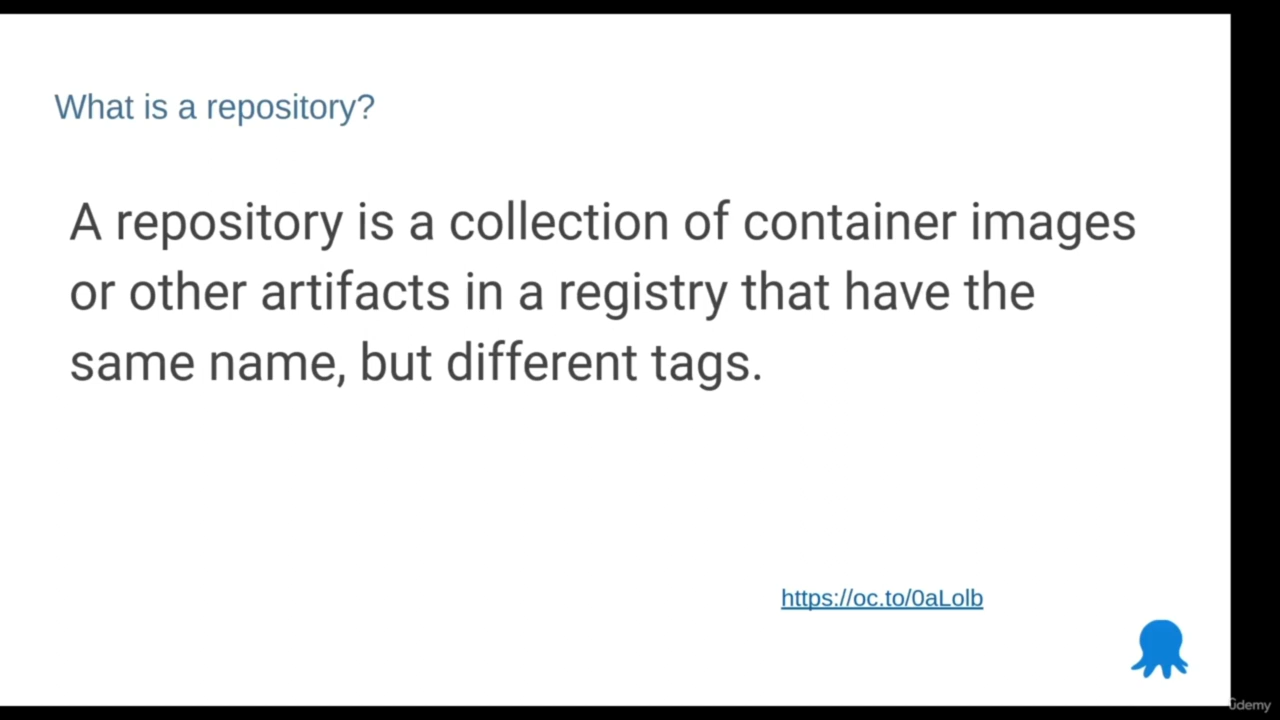 What is a repository?
A repository is a collection of container images
or other artifacts in a registry that have the
same name, but different tags.
https://oc.to/0aLolb
ûdemy